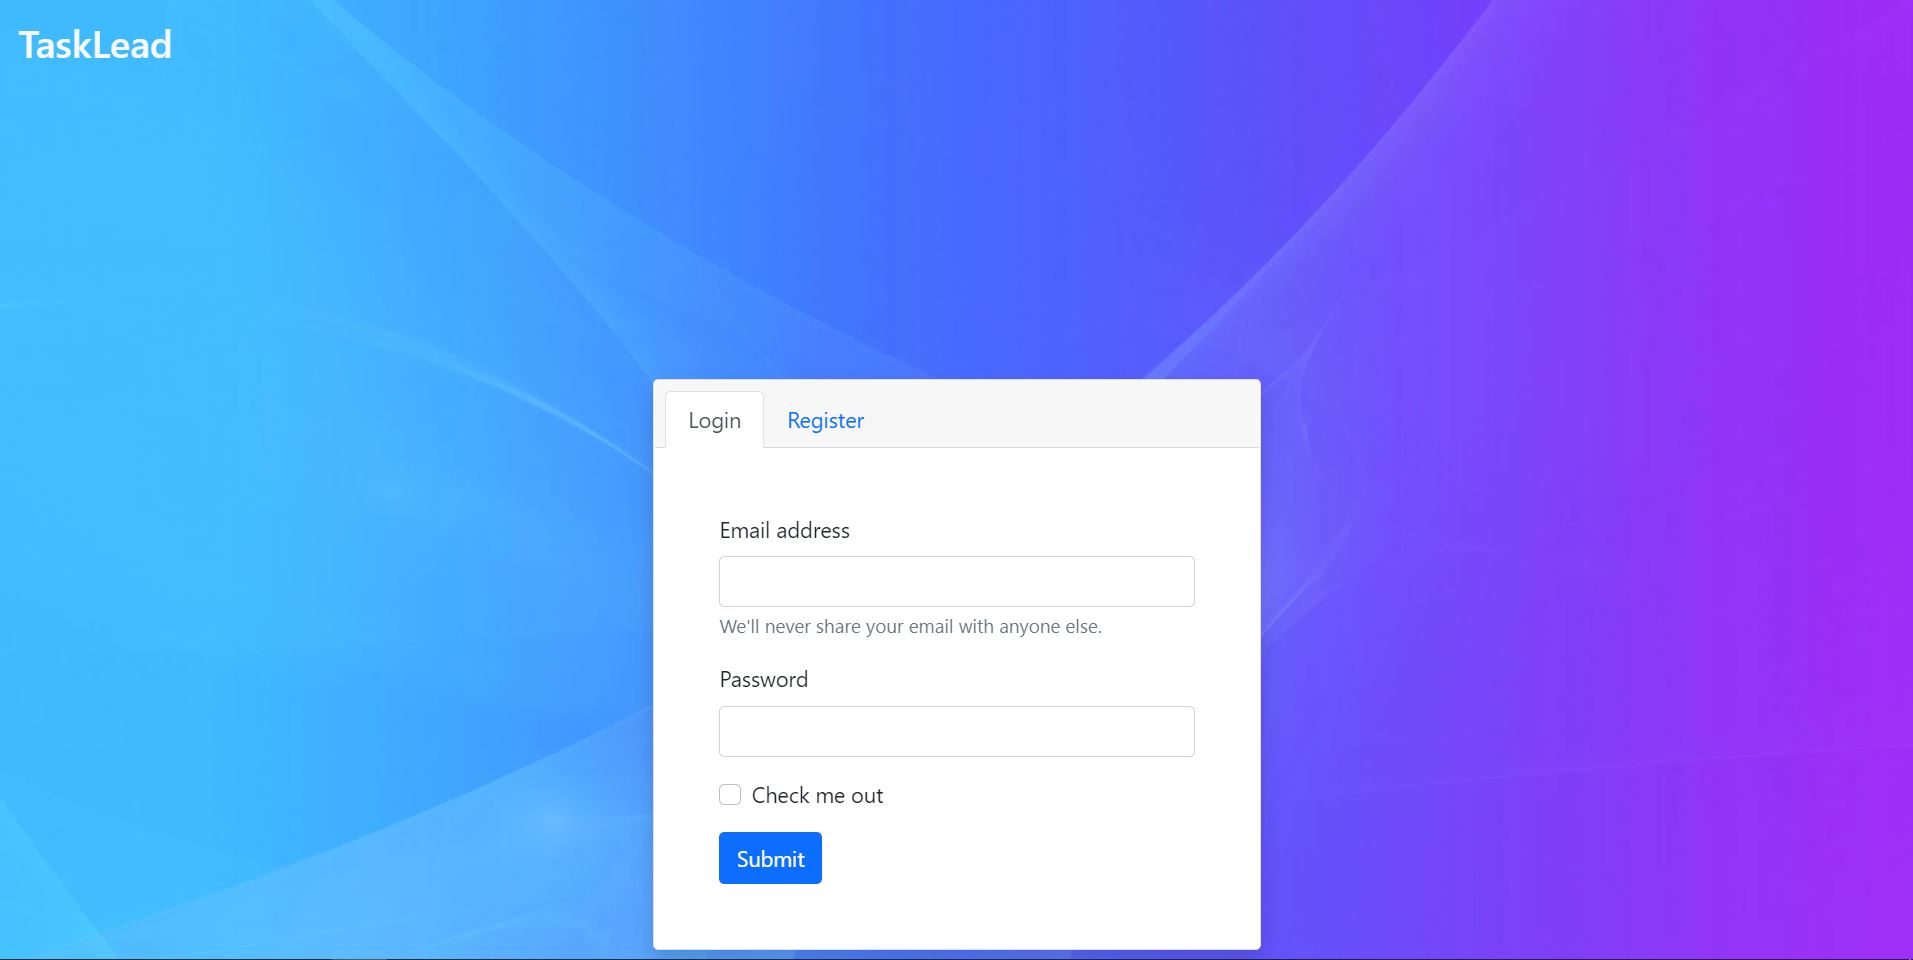 TaskLead
Login Register
Email address
We'll never share your email with anyone else.
Password
Check me out
Submit